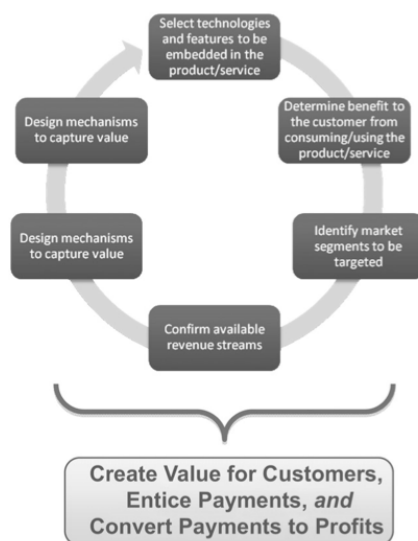 Select technologies
and features to be
embedded in the
product/service
Determine benefit to
the customer from
consuming/using the
product/service
Identify market
segments to be
targeted
Confirm available
revenue streams
Design mechanisms
to capture value
Design mechanisms
to capture value
Create Value for Customers,
Entice Payments, and
Convert Payments to Profits